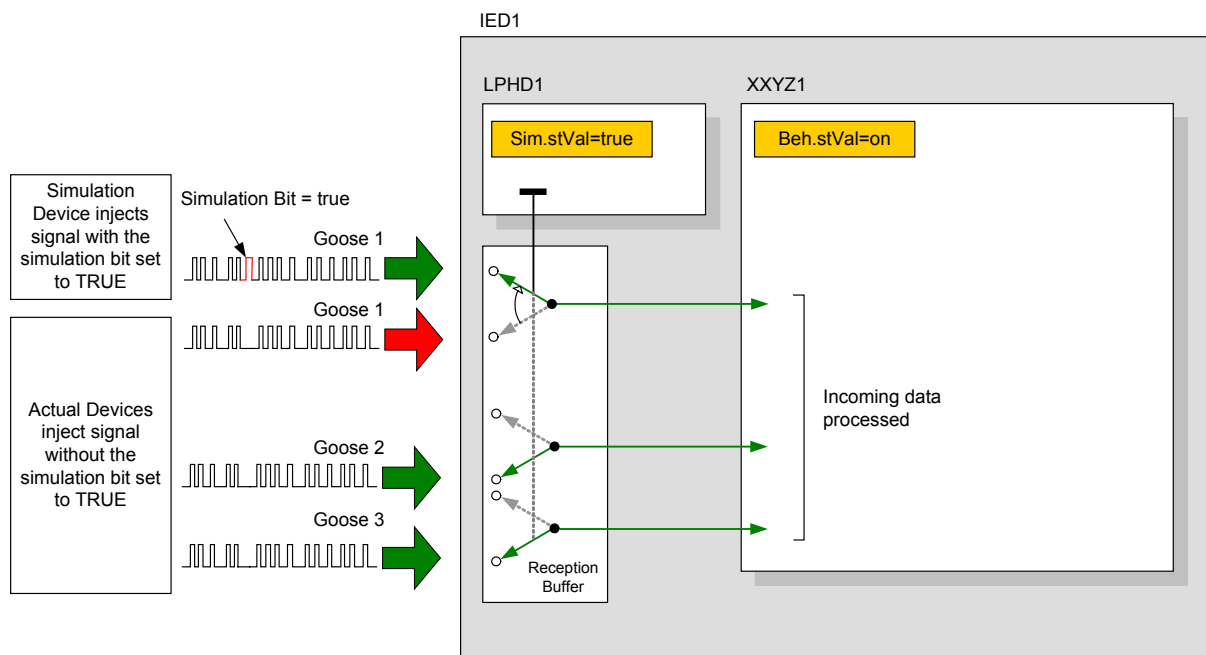 IED1
LPHD1
XXYZ1
Sim.stVal=true
Beh.stVal=on
Simulation
Device injects
signal with the
simulation bit set
to TRUE
Simulation Bit = true
Goose 1
Goose 1
Actual Devices
inject signal
without the
simulation bit set
to TRUE
Goose 2
Goose 3
Incoming data
processed
Reception
Buffer